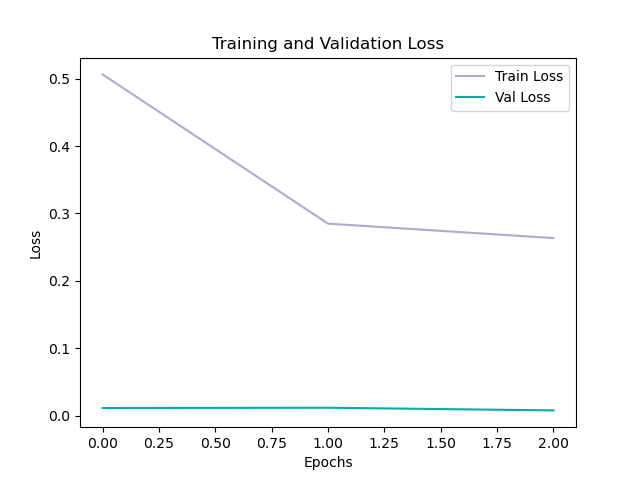 Training and Validation Loss
Train Loss
Val Loss
0.5
0.4
0.3
0.2
0.1
0.0
Loss
0.00 0.25 0.50 0.75 1.00 1.25 1.50 1.75 2.00
Epochs